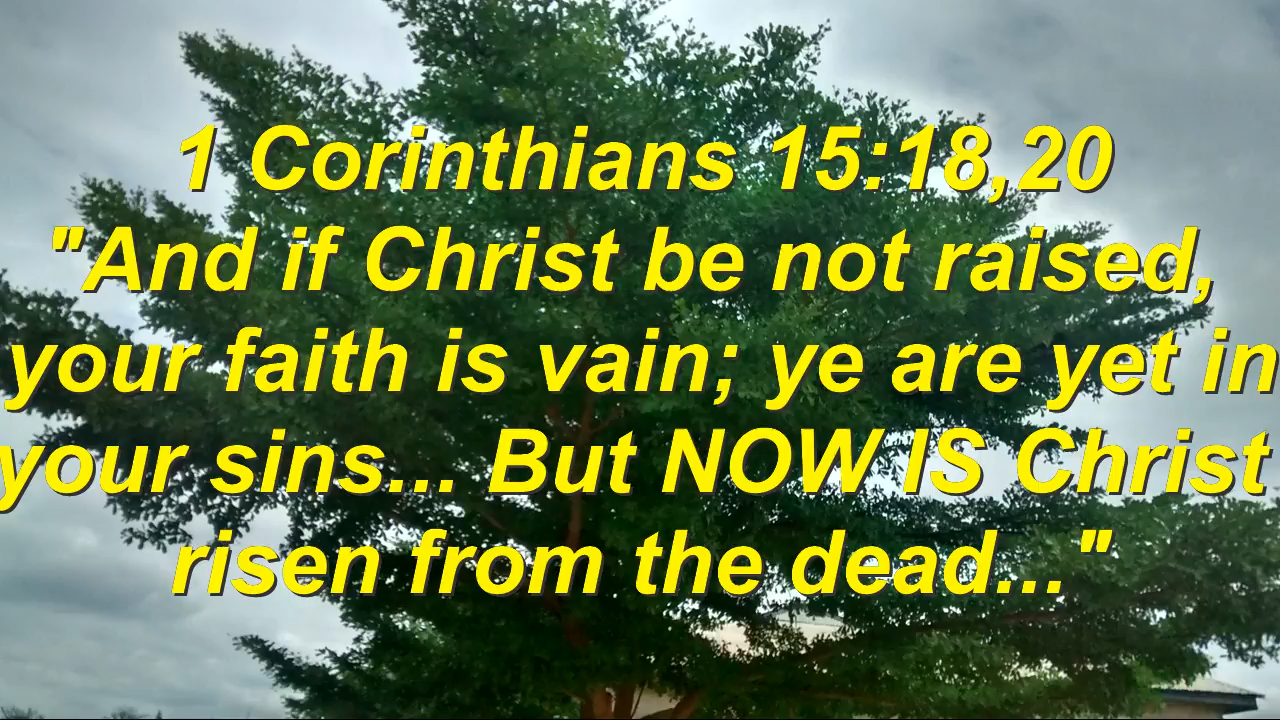 1 Corinthians 15:18,20
"And if Christ be not raised,
your faith is vain; ye are yet in
your sins... But NOW IS Christ
risen from the dead..."